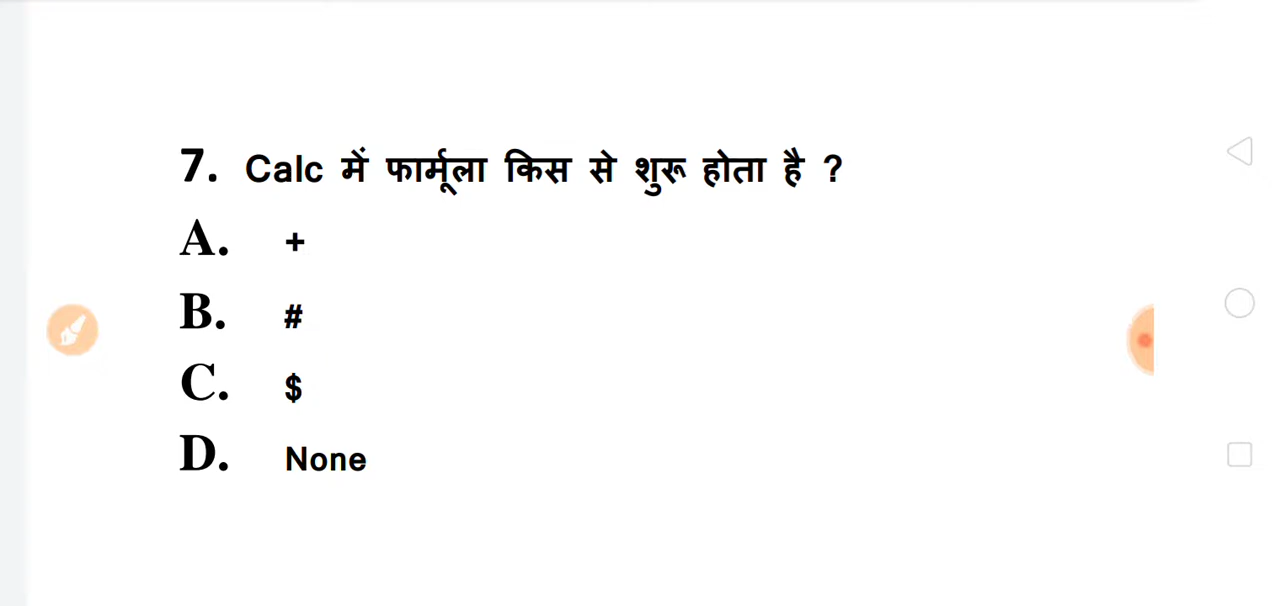 7. Calc में फार्मूला किस से शुरू होता है ?
A. +
B. #
C. $
D. None